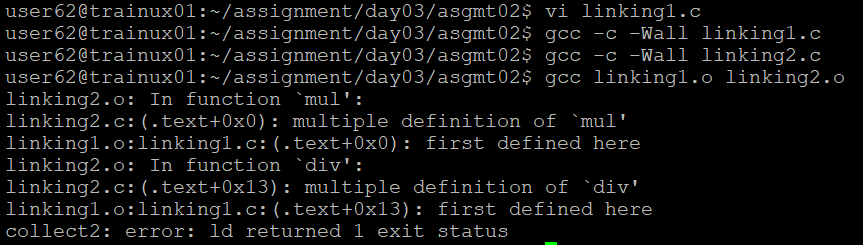 user62@trainux01:~/assignment/day03/asgmt02$ vi linking1.c
user62@trainux01:~/assignment/day03/asgmt02$ gcc -c -Wall linking1.c
user62@trainux01:~/assignment/day03/asgmt02$ gcc -c -Wall linking2.c
user62@trainux01:~/assignment/day03/asgmt02$ gcc linking1.o linking2.o
linking2.o: In function `mul':
linking2.c:(.text+0x0): multiple definition of `mul'
linking1.o:linking1.c:(.text+0x0): first defined here
linking2.o: In function `div':
linking2.c:(.text+0x13): multiple definition of `div'
linking1.o:linking1.c:(.text+0x13): first defined here
collect2: error: ld returned 1 exit status